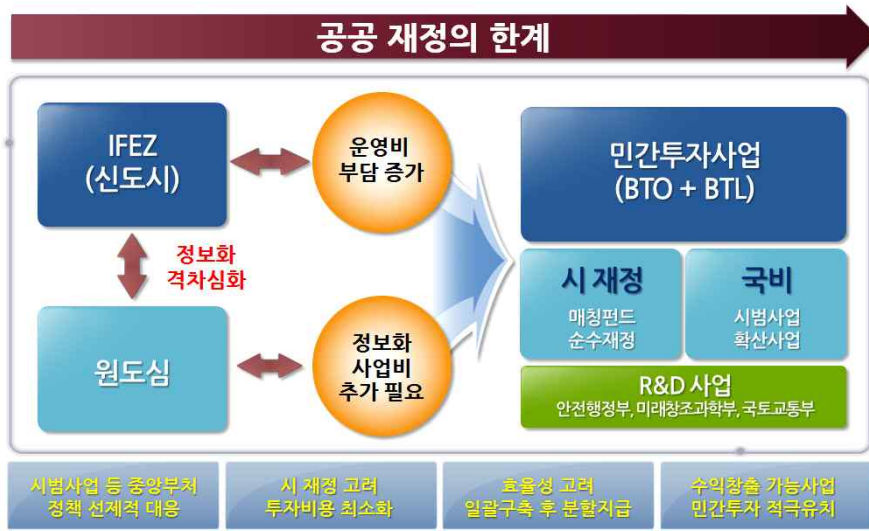 공공 재정의 한계
IFEZ
(신도시)
운영비
부담 증가
정보화
격차심화
원도심
정보화
사업비
추가 필요
민간투자사업
(BTO + BTL)
시 재정
매칭펀드
순수재정
국비
시범사업
확산사업
R&D 사업
안전행정부, 미래창조과학부, 국토교통부
시범사업 등 중앙부처
정책 선제적 대응
시 재정 고려
투자비용 최소화
효율성 고려
일괄구축 후 분할지급
수익창출 가능사업
민간투자 적극유치